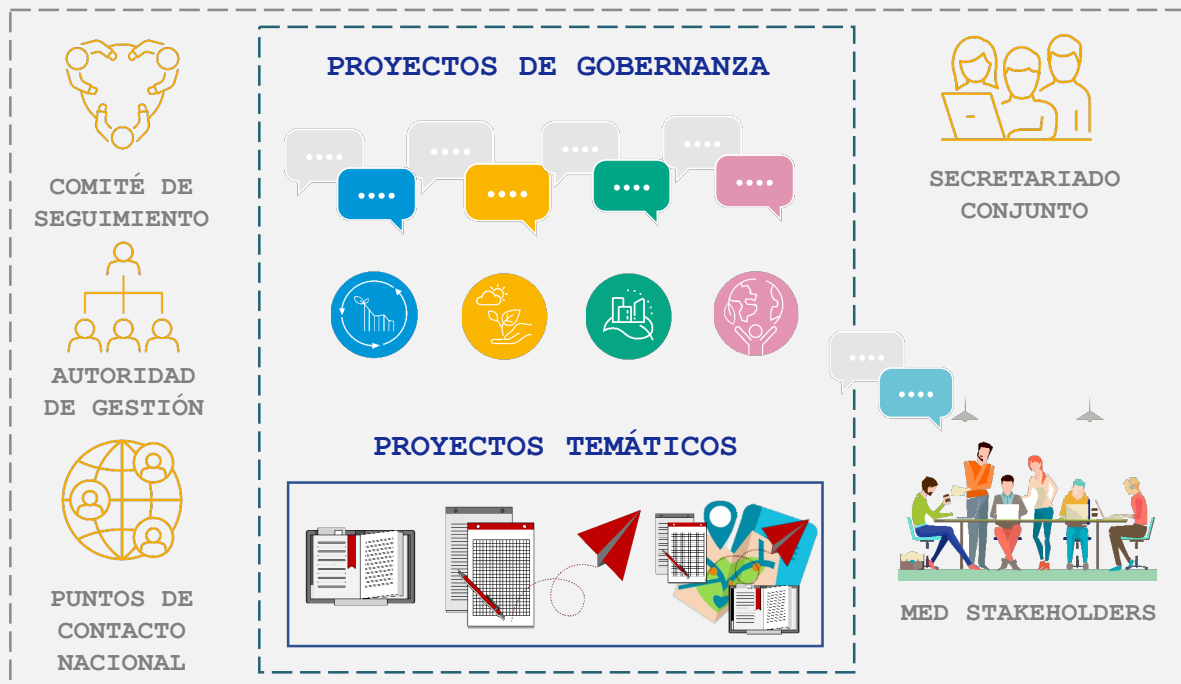 PROYECTOS DE GOBERNANZA
COMITÉ DE
SEGUIMIENTO
AUTORIDAD
DE GESTIÓN
PUNTOS DE
CONTACTO
NACIONAL
PROYECTOS TEMÁTICOS
SECRETARIADO
CONJUNTO
MED STAKEHOLDERS